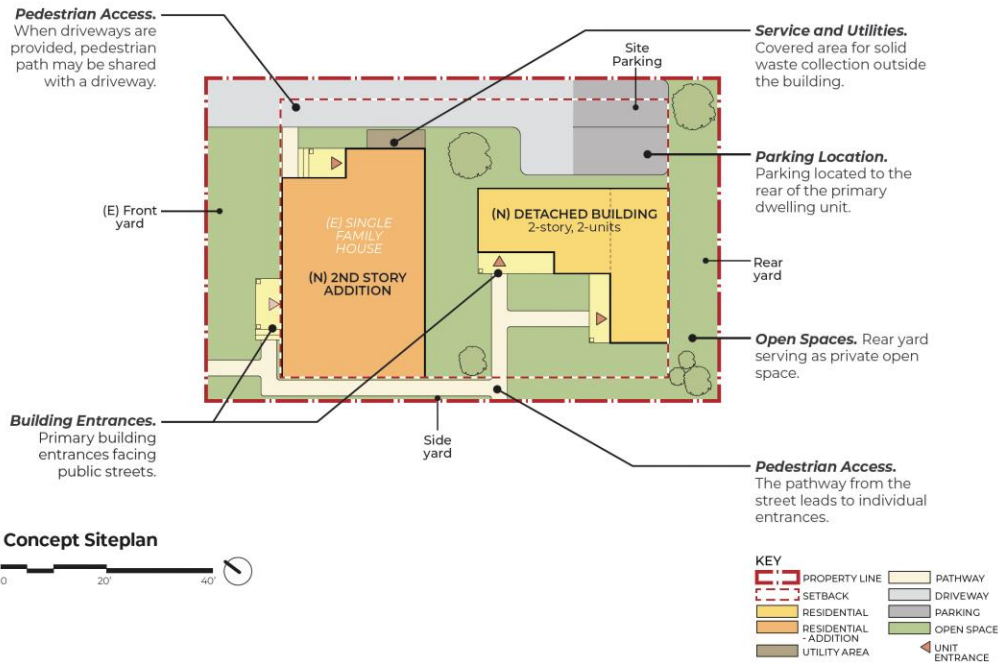 Pedestrian Access.
When driveways are
provided, pedestrian
path may be shared
with a driveway.
Service and Utilities.
Covered area for solid
waste collection outside
the building.
Site
Parking
Parking Location.
Parking located to the
rear of the primary
dwelling unit.
(E) Front
yard
(E) SINGLE
FAMILY
HOUSE
(N) 2ND STORY
ADDITION
(N) DETACHED BUILDING
2-story, 2-units
Rear
yard
Open Spaces. Rear yard
serving as private open
space.
Building Entrances.
Primary building
entrances facing
public streets.
Side
yard
Pedestrian Access.
The pathway from the
street leads to individual
entrances.
Concept Siteplan
0 20' 40'
KEY
PROPERTY LINE
SETBACK
RESIDENTIAL
RESIDENTIAL
- ADDITION
UTILITY AREA
PATHWAY
DRIVEWAY
PARKING
OPEN SPACE
UNIT
ENTRANCE